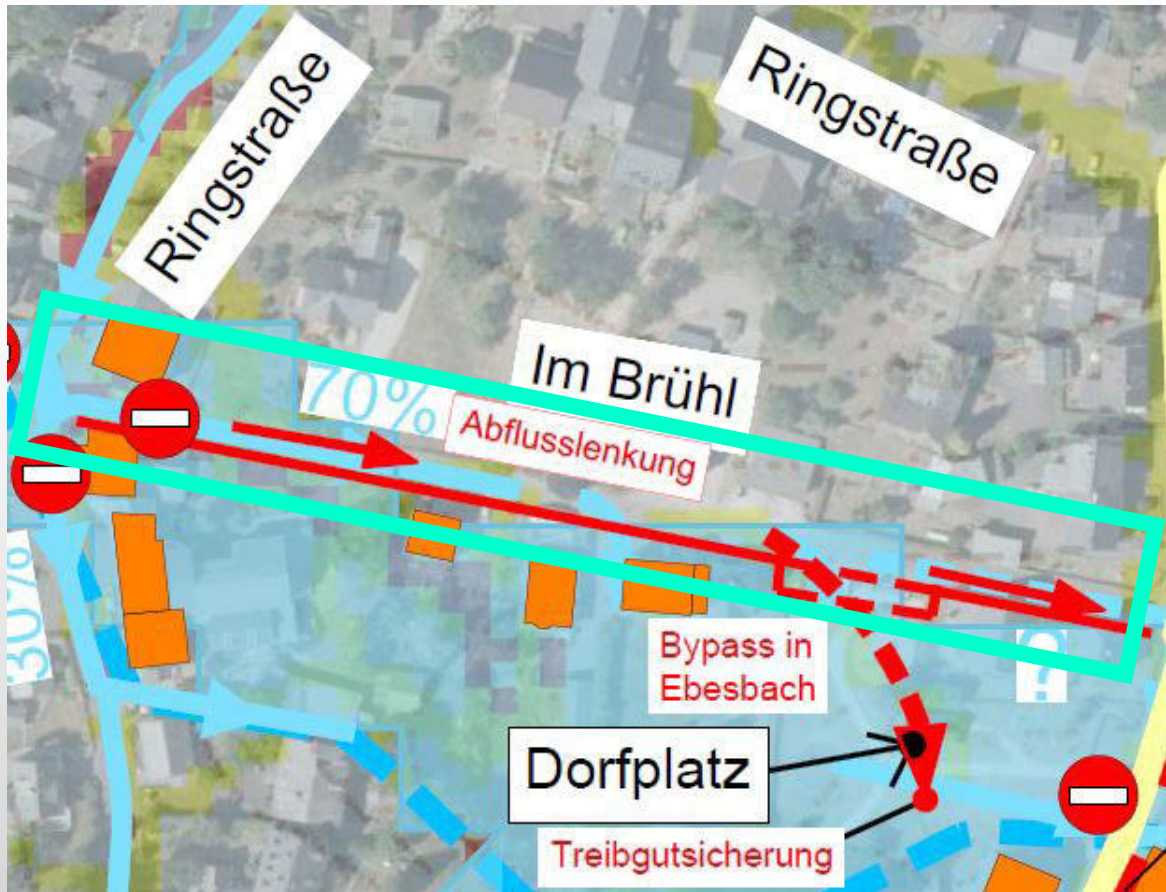 Ringstraße
Ringstraße
Im Brühl
70%
Abflusslenkung
30%
Bypass in
Ebesbach
?
Dorfplatz
Treibgutsicherung